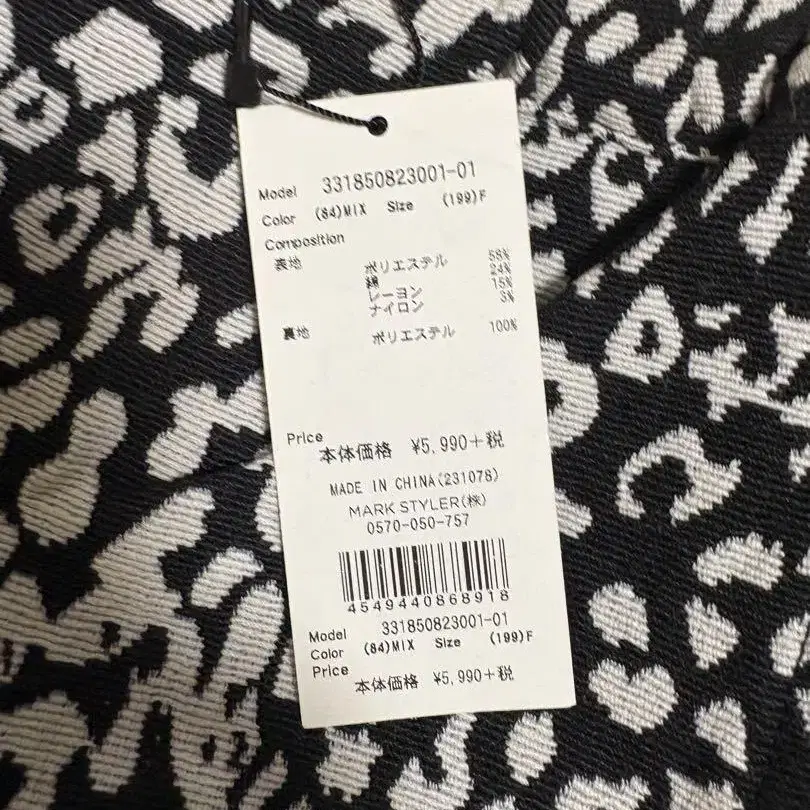 Model 331850823001-01
Color (84)MIX Size (199)F
Composition
表地 ポリエステル 58%
綿 24%
レーヨン 15%
ナイロン 3%
裏地 ポリエステル 100%
Price 本体価格 ¥5,990+税
MADE IN CHINA(231078)
MARK STYLER(株)
0570-050-757
4549440868918
Model 331850823001-01
Color (84)MIX Size (199)F
Price 本体価格 ¥5,990+税